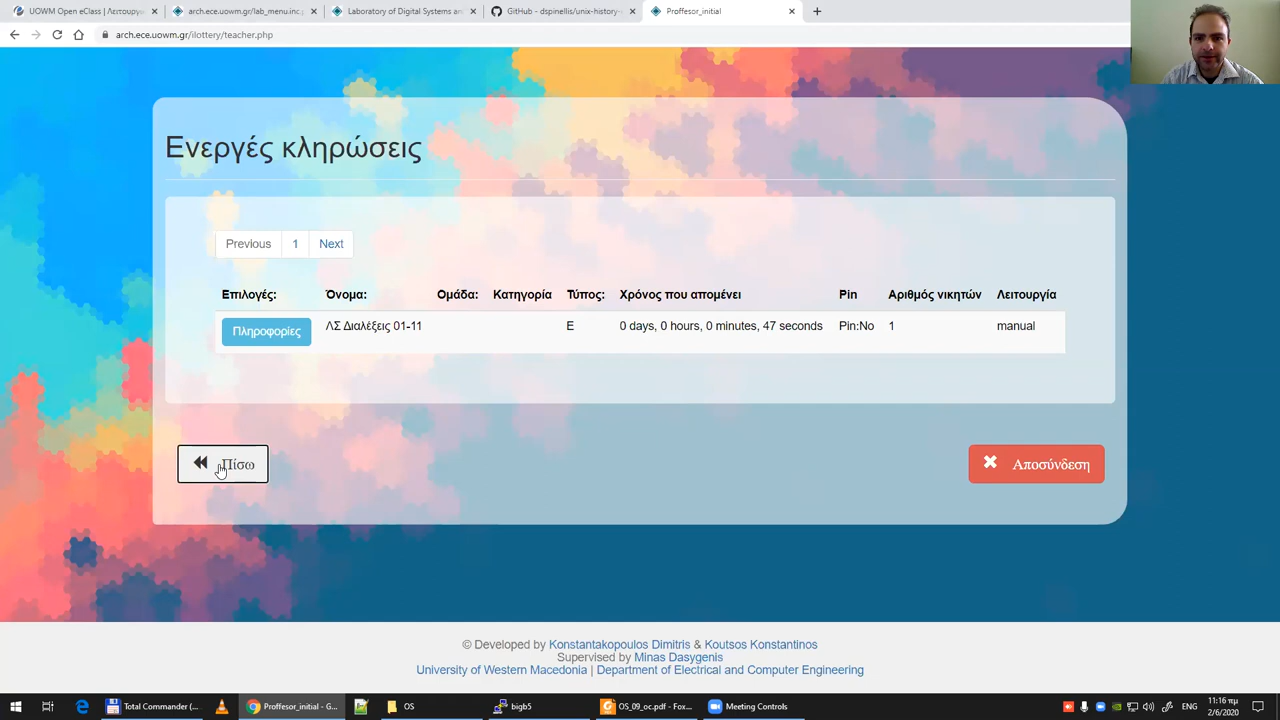 UOWM Open eClass | Λειτουργι
arch.ece.uowm.gr/lab_menu.inc.p
Laboratory of Digital Systems an
GitHub - dspinellis/unix-history-
Proffesor_initial
arch.ece.uowm.gr/ilottery/teacher.php
Ενεργές κληρώσεις
Previous 1 Next
Επιλογές: Όνομα: Ομάδα: Κατηγορία Τύπος: Χρόνος που απομένει Pin Αριθμός νικητών Λειτουργία
Πληροφορίες ΛΣ Διαλέξεις 01-11 E 0 days, 0 hours, 0 minutes, 47 seconds Pin:No 1 manual
Πίσω
Αποσύνδεση
© Developed by Konstantakopoulos Dimitris & Koutsos Konstantinos
Supervised by Minas Dasygenis
University of Western Macedonia | Department of Electrical and Computer Engineering
Total Commander (...
Proffesor_initial - G...
OS
bigb5
OS_09_oc.pdf - Fox...
Meeting Controls
ENG
11:16 πμ
2/6/2020